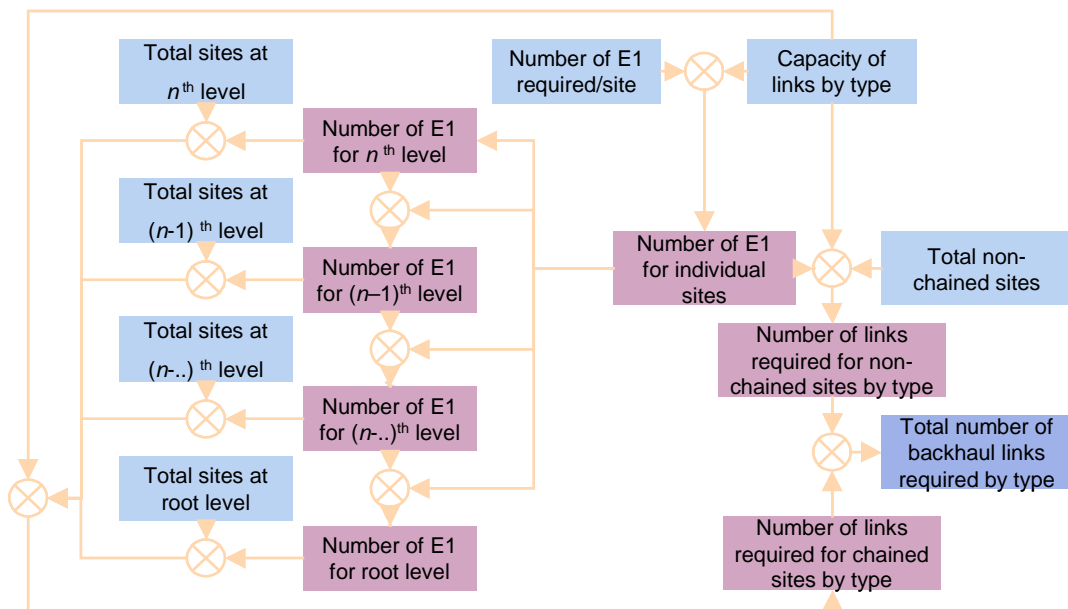 Total sites at
n th level
Number of E1
required/site
Capacity of
links by type
Number of E1
for n th level
Total sites at
(n-1) th level
Number of E1
for individual
sites
Total non-
chained sites
Number of E1
for (n–1)th
level
Total sites at
(n-..) th level
Number of links
required for non-
chained sites by type
Number of E1
for (n-..)th level
Total number of
backhaul links
required by type
Total sites at
root level
Number of E1
for root level
Number of links
required for chained
sites by type